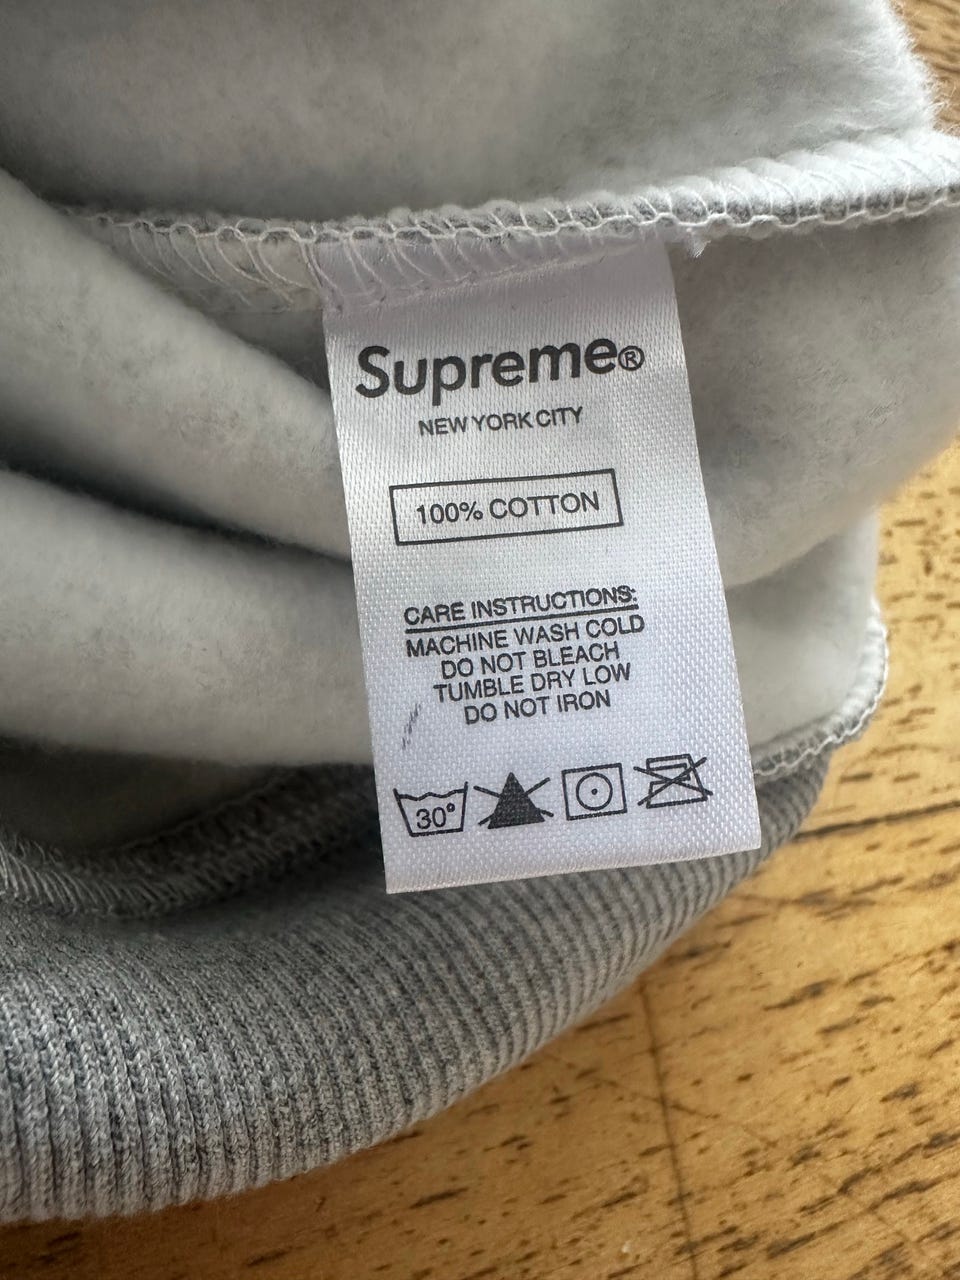 Supreme®
NEW YORK CITY
100% COTTON
CARE INSTRUCTIONS:
MACHINE WASH COLD
DO NOT BLEACH
TUMBLE DRY LOW
DO NOT IRON
30°